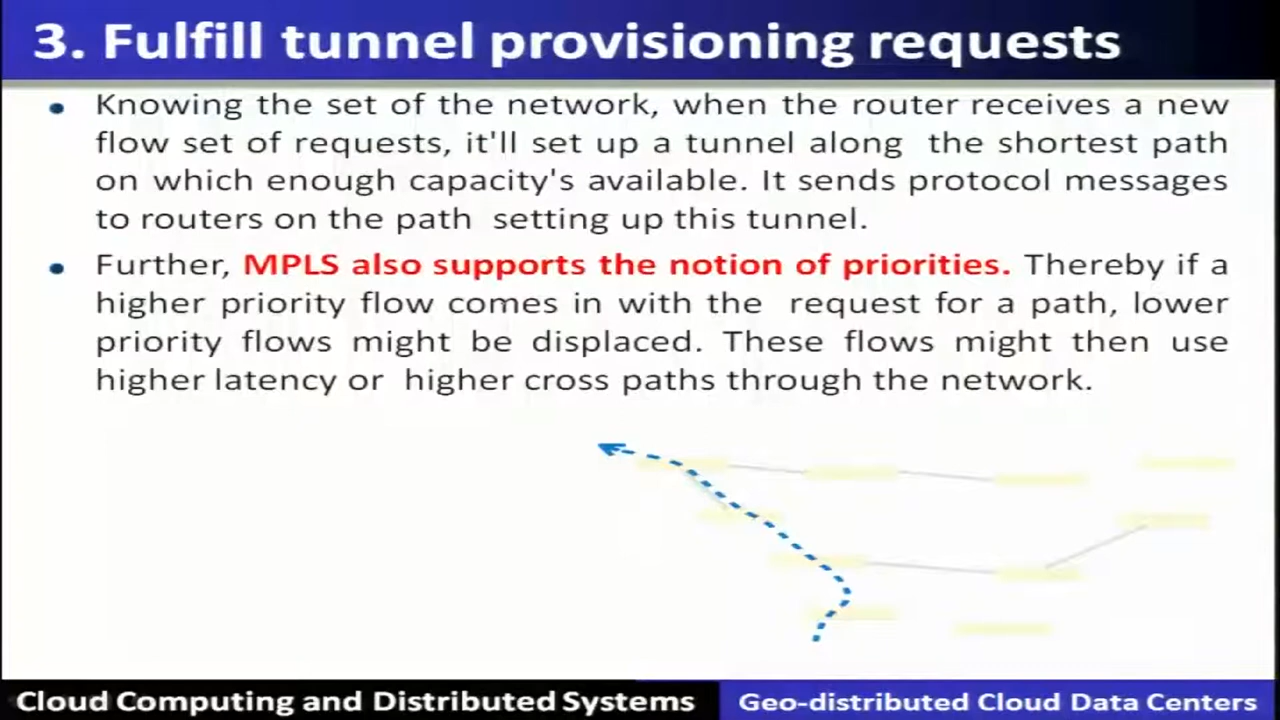 3. Fulfill tunnel provisioning requests
• Knowing the set of the network, when the router receives a new
flow set of requests, it'll set up a tunnel along the shortest path
on which enough capacity's available. It sends protocol messages
to routers on the path setting up this tunnel.
• Further, MPLS also supports the notion of priorities. Thereby if a
higher priority flow comes in with the request for a path, lower
priority flows might be displaced. These flows might then use
higher latency or higher cross paths through the network.
Cloud Computing and Distributed Systems
Geo-distributed Cloud Data Centers